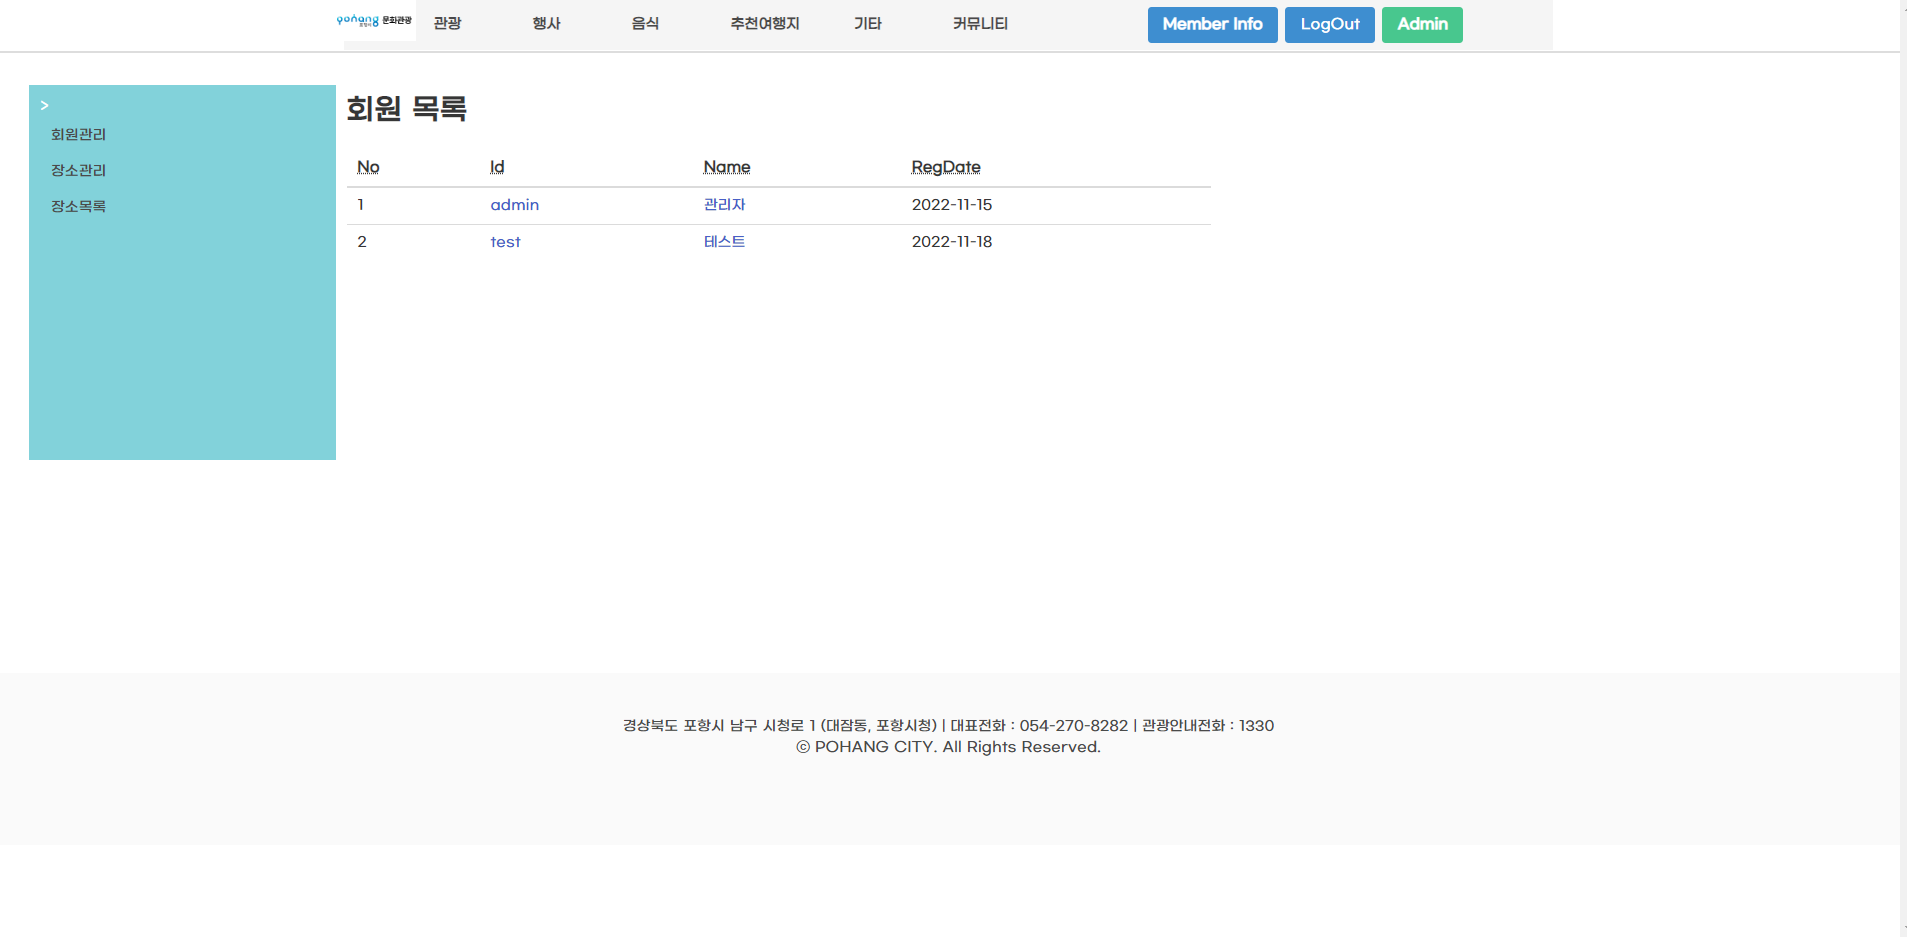 pohang 포항시 문화관광 관광 행사 음식 추천여행지 기타 커뮤니티 Member Info LogOut Admin
>
회원관리
장소관리
장소목록
회원 목록
No Id Name RegDate
1 admin 관리자 2022-11-15
2 test 테스트 2022-11-18
경상북도 포항시 남구 시청로 1 (대잠동, 포항시청) | 대표전화 : 054-270-8282 | 관광안내전화 : 1330
ⓒ POHANG CITY. All Rights Reserved.